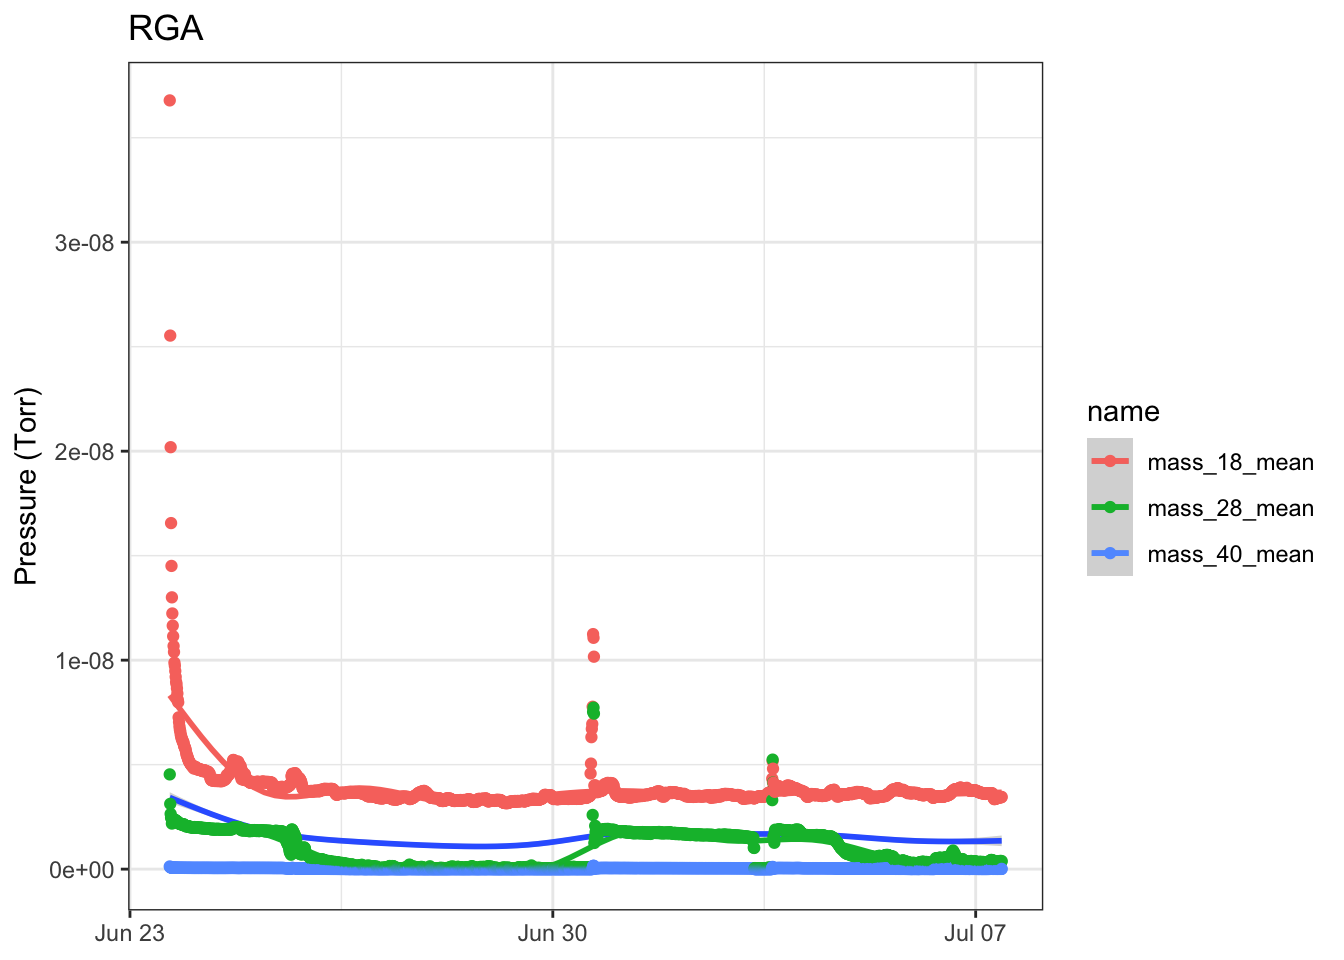 RGA
Pressure (Torr)
3e-08
2e-08
1e-08
0e+00
Jun 23
Jun 30
Jul 07
name
mass_18_mean
mass_28_mean
mass_40_mean